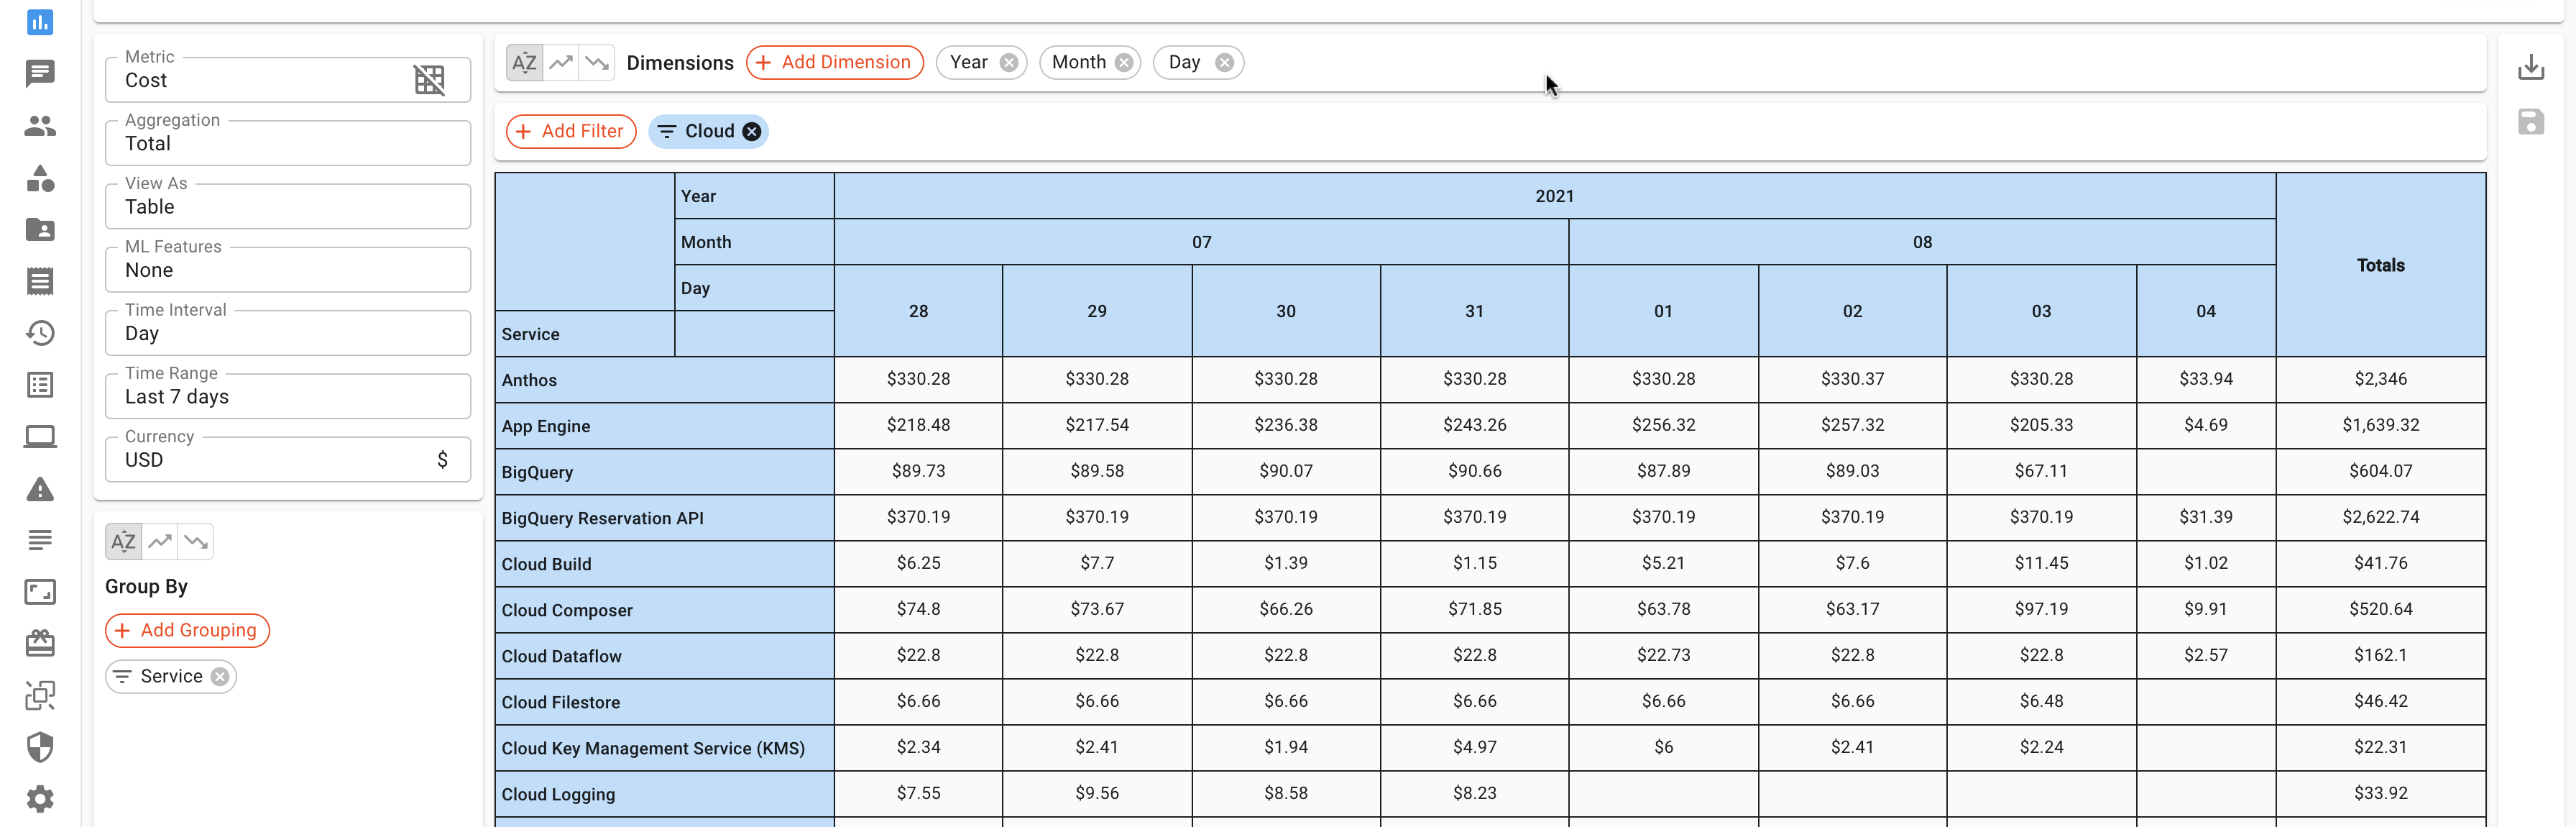 Metric
Cost
Aggregation
Total
View As
Table
ML Features
None
Time Interval
Day
Time Range
Last 7 days
Currency
USD $
AZ
Group By
+ Add Grouping
Service
AZ Dimensions + Add Dimension Year Month Day
+ Add Filter Cloud
Year 2021 Totals
Month 07 08
Day 28 29 30 31 01 02 03 04
Service
Anthos $330.28 $330.28 $330.28 $330.28 $330.28 $330.37 $330.28 $33.94 $2,346
App Engine $218.48 $217.54 $236.38 $243.26 $256.32 $257.32 $205.33 $4.69 $1,639.32
BigQuery $89.73 $89.58 $90.07 $90.66 $87.89 $89.03 $67.11 $604.07
BigQuery Reservation API $370.19 $370.19 $370.19 $370.19 $370.19 $370.19 $370.19 $31.39 $2,622.74
Cloud Build $6.25 $7.7 $1.39 $1.15 $5.21 $7.6 $11.45 $1.02 $41.76
Cloud Composer $74.8 $73.67 $66.26 $71.85 $63.78 $63.17 $97.19 $9.91 $520.64
Cloud Dataflow $22.8 $22.8 $22.8 $22.8 $22.73 $22.8 $22.8 $2.57 $162.1
Cloud Filestore $6.66 $6.66 $6.66 $6.66 $6.66 $6.66 $6.48 $46.42
Cloud Key Management Service (KMS) $2.34 $2.41 $1.94 $4.97 $6 $2.41 $2.24 $22.31
Cloud Logging $7.55 $9.56 $8.58 $8.23 $33.92